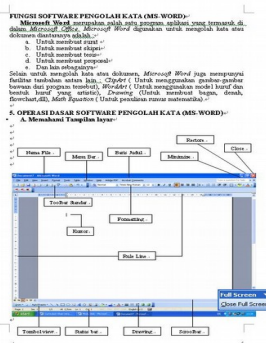 FUNGSI SOFTWARE PENGOLAH KATA (MS-WORD)
Microsoft Word merupakan salah satu program aplikasi yang termasuk di
dalam Microsoft Office, Microsoft Word digunakan untuk mengolah kata atau
dokumen diantaranya adalah :
a. Untuk membuat surat
b. Untuk membuat skripsi
c. Untuk membuat tesis
d. Untuk membuat proposal
e. Dan lain sebagainya
Selain untuk mengolah kata atau dokumen, Microsoft Word juga mempunyai
fasilitas tambahan antara lain : ClipArt ( Untuk menggunakan gambar-gambar
bawaan dari program tersebut), WordArt ( Untuk menggunakan model huruf dan
bentuk huruf yang artistic), Drawing (Untuk membuat bagan, denah,
flowchart,dll), Math Equation ( Untuk penulisan rumus matematika).
5. OPERASI DASAR SOFTWARE PENGOLAH KATA (MS-WORD)
A. Memahami Tampilan layar
Restore
Close
Menu File
Menu Bar
Baris Judul
Minimize
ToolBar Standar
Formatting
Kursor
Rule Line
Full Screen
Close Full Screen
Tombol view
Status bar
Drawing